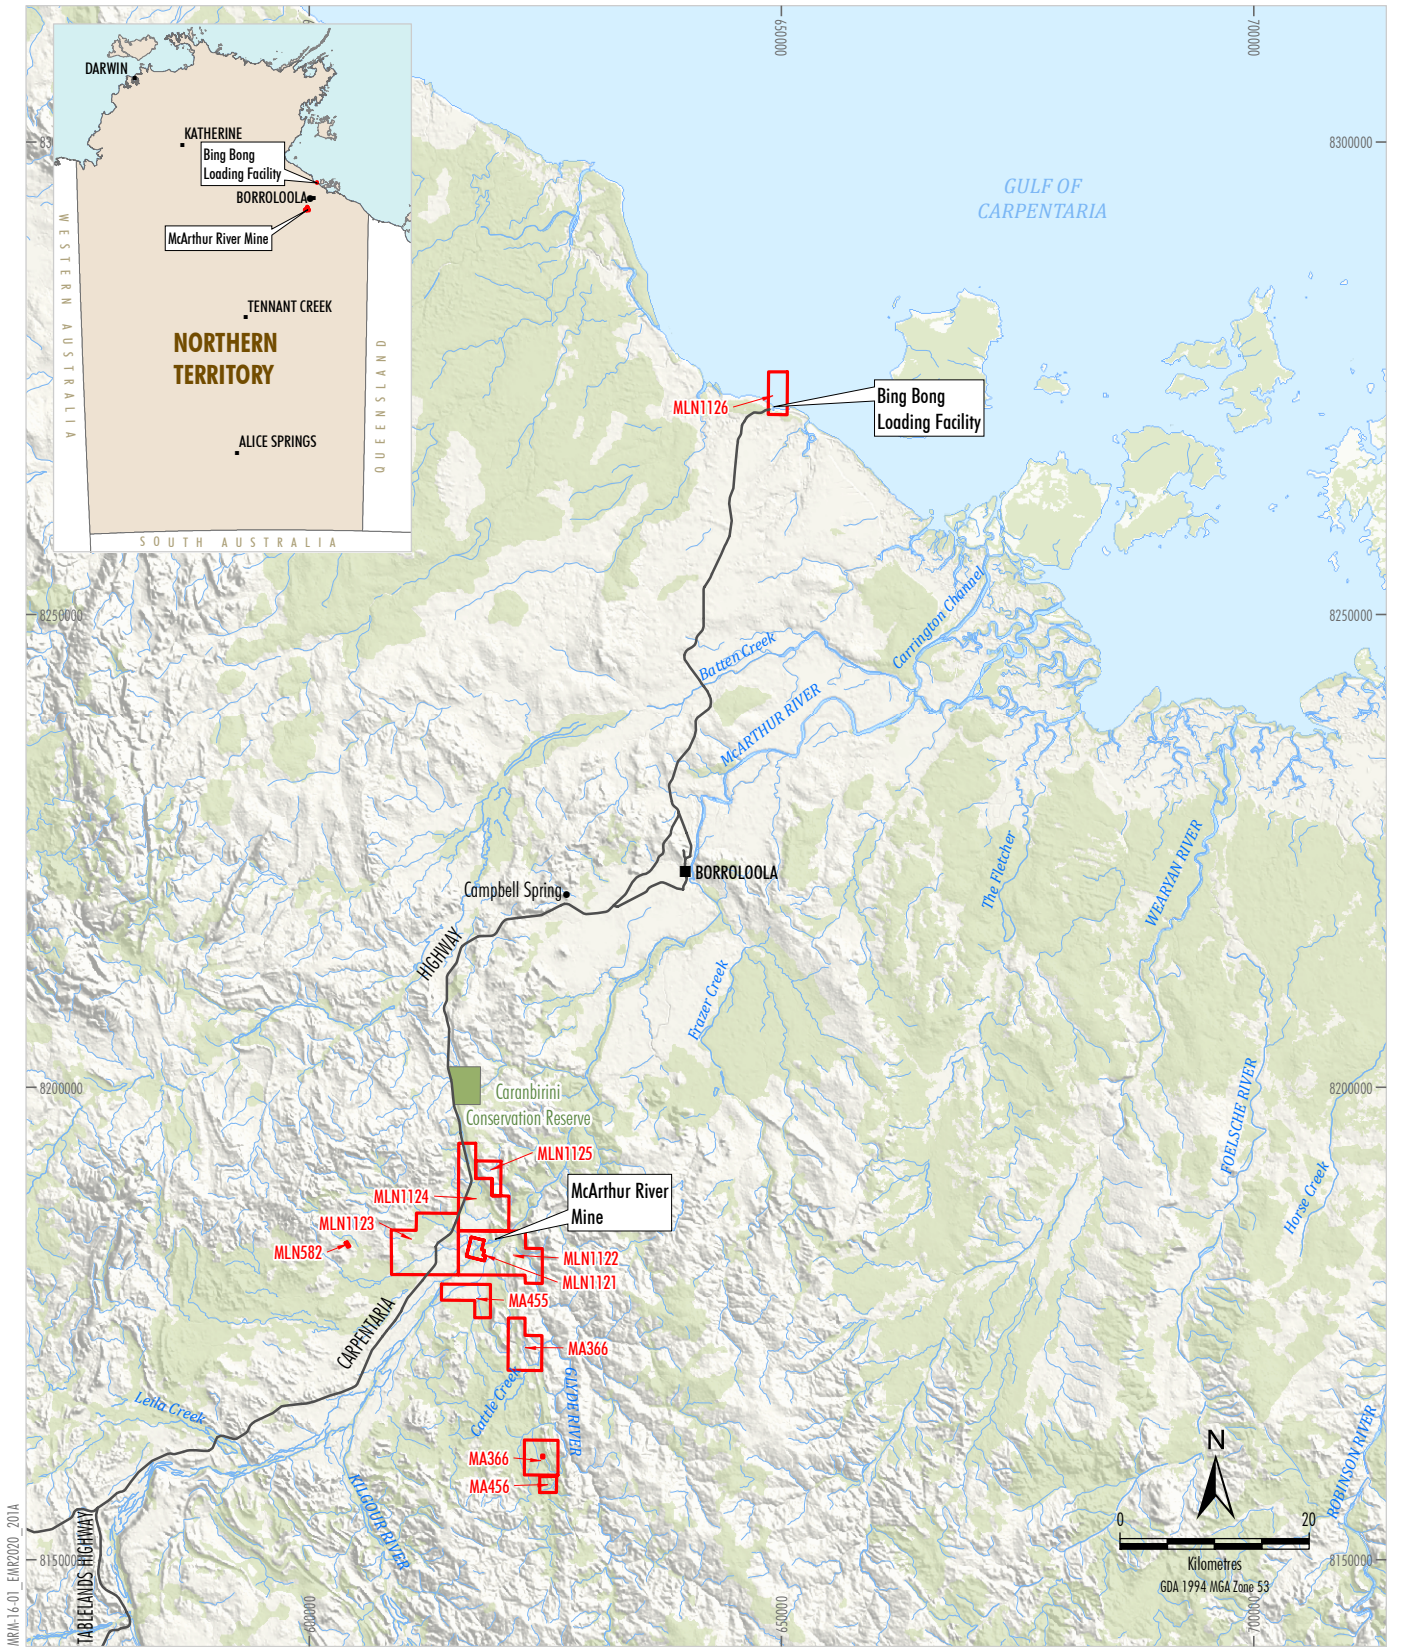 650000
700000
DARWIN
KATHERINE
Bing Bong
Loading Facility
BORROLOOLA
McArthur River Mine
WESTERN AUSTRALIA
TENNANT CREEK
NORTHERN
TERRITORY
QUEENSLAND
ALICE SPRINGS
SOUTH AUSTRALIA
8300000
GULF OF
CARPENTARIA
MLN1126
Bing Bong
Loading Facility
8250000
8250000
Carrington Channel
Batten Creek
McARTHUR RIVER
BORROLOOLA
Campbell Spring
The Fletcher
WEARYAN RIVER
HIGHWAY
Frazer Creek
8200000
8200000
Caranbirini
Conservation Reserve
FOELSCHE RIVER
MLN1125
McArthur River
Mine
MLN1124
Horse Creek
MLN1123
MLN582
MLN1122
MLN1121
MA455
CARPENTARIA
MA366
Cattle Creek
GLYDE RIVER
Leila Creek
MA366
MA456
KILGOUR RIVER
ROBINSON RIVER
N
0
20
Kilometres
GDA 1994 MGA Zone 53
8150000
8150000
TABLELANDS HIGHWAY
600000
650000
700000
MRM-16-01_EMR2020_201A